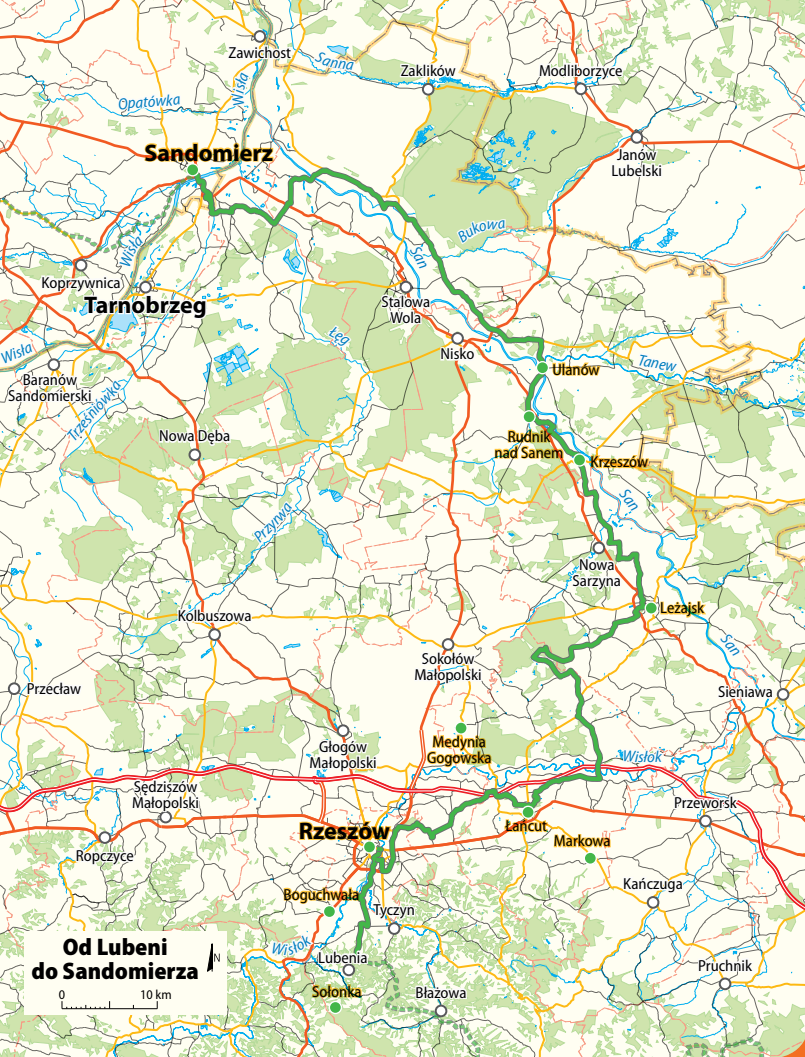 Zawichost
Sanna
Zaklików
Modliborzyce
Wisła
Opatówka
Sandomierz
Janów
Lubelski
Bukowa
San
Wisła
Koprzywnica
Tarnobrzeg
Stalowa
Wola
Łęg
Wisła
Nisko
Ulanów
Tanew
Baranów
Sandomierski
Trześniówka
Nowa Dęba
Rudnik
nad Sanem
Krzeszów
San
Przyrwa
Nowa
Sarzyna
Leżajsk
Kolbuszowa
San
Sokołów
Małopolski
Przecław
Sieniawa
Medynia
Gogowska
Głogów
Małopolski
Wisłok
Sędziszów
Małopolski
Przeworsk
Rzeszów
Łańcut
Ropczyce
Markowa
Kańczuga
Boguchwała
Tyczyn
Wisłok
Od Lubeni
do Sandomierza
N
0 10 km
Lubenia
Pruchnik
Solonka
Błażowa